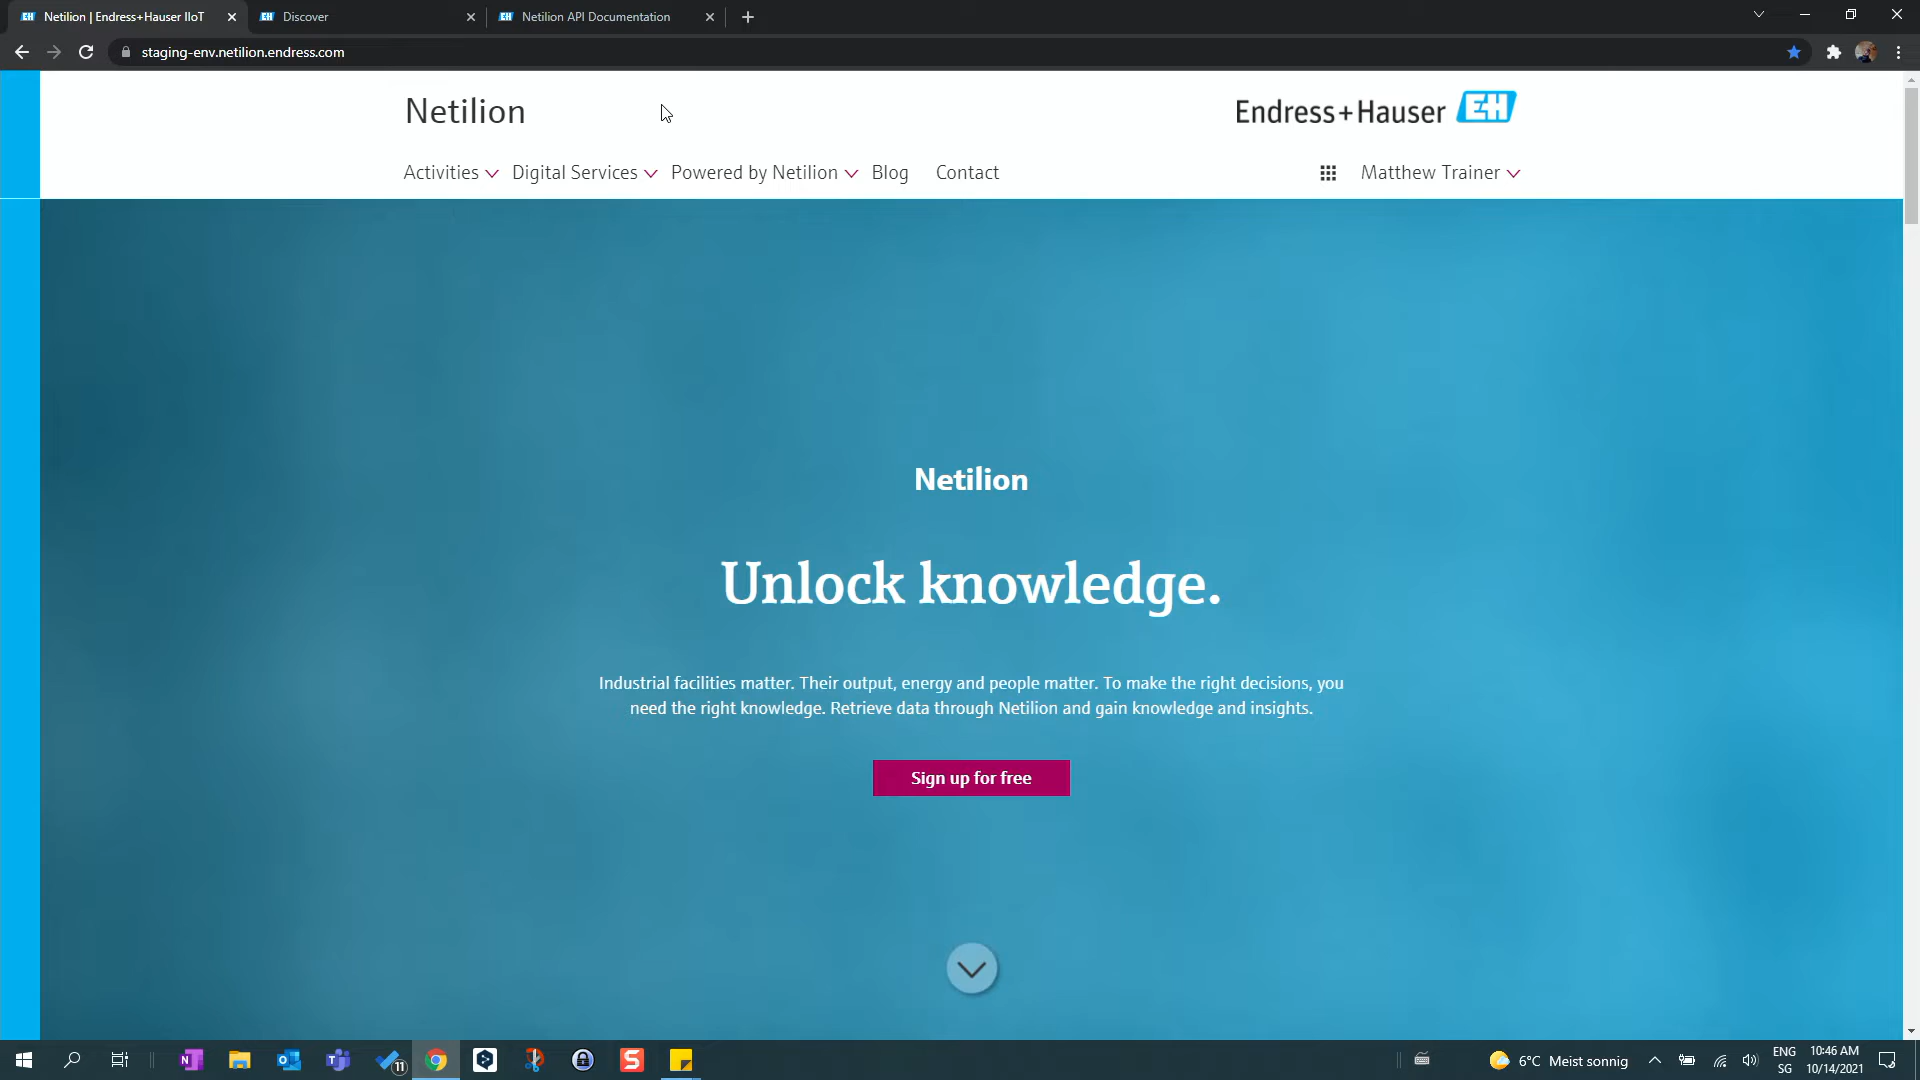 Netilion | Endress+Hauser IIoT
Discover
Netilion API Documentation
staging-env.netilion.endress.com
Netilion
Endress+Hauser EH
Activities
Digital Services
Powered by Netilion
Blog
Contact
Matthew Trainer
Netilion
Unlock knowledge.
Industrial facilities matter. Their output, energy and people matter. To make the right decisions, you
need the right knowledge. Retrieve data through Netilion and gain knowledge and insights.
Sign up for free
11
6°C Meist sonnig
ENG
SG
10:46 AM
10/14/2021